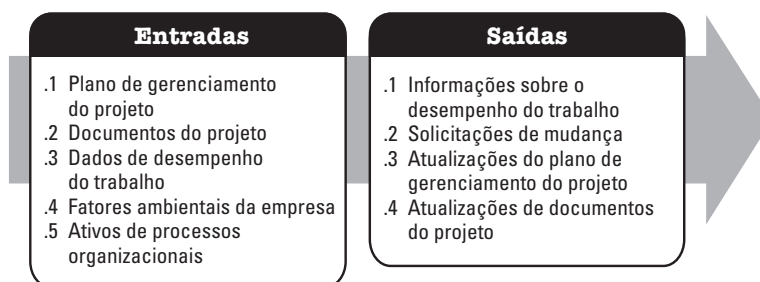 Entradas
.1 Plano de gerenciamento
do projeto
.2 Documentos do projeto
.3 Dados de desempenho
do trabalho
.4 Fatores ambientais da empresa
.5 Ativos de processos
organizacionais
Saídas
.1 Informações sobre o
desempenho do trabalho
.2 Solicitações de mudança
.3 Atualizações do plano de
gerenciamento do projeto
.4 Atualizações de documentos
do projeto